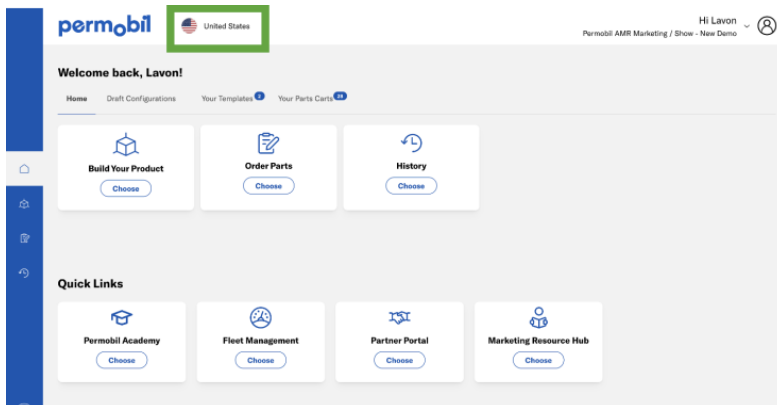 permobil
United States
Hi Lavon
Permobil AMR Marketing / Show - New Demo
Welcome back, Lavon!
Home Draft Configurations Your Templates 2 Your Parts Carts
Build Your Product Order Parts History
Choose Choose Choose
Quick Links
Permobil Academy Fleet Management Partner Portal Marketing Resource Hub
Choose Choose Choose Choose